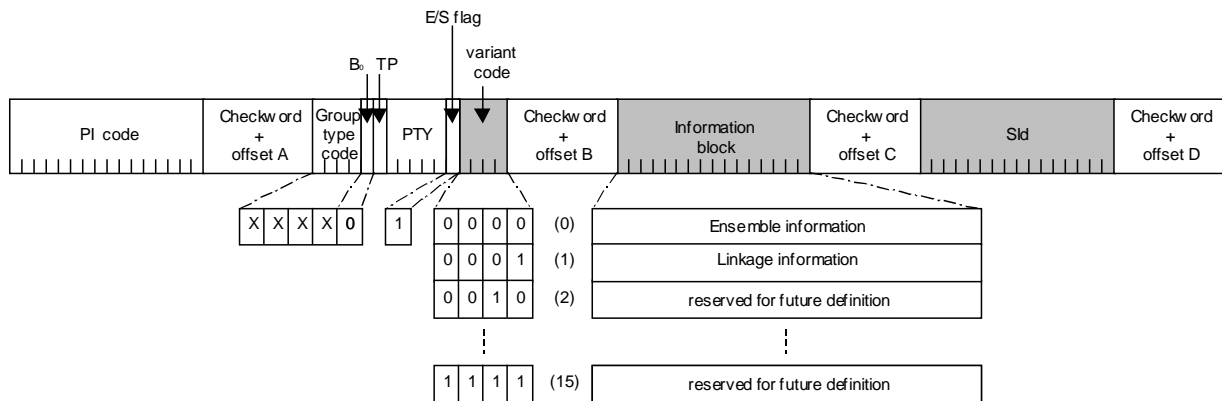 E/S flag
variant
code
B₀ TP
PI code
Checkword
+
offset A
Group
type
code
PTY
Checkword
+
offset B
Information
block
Checkword
+
offset C
SId
Checkword
+
offset D
X X X X 0
1
0 0 0 0 (0) Ensemble information
0 0 0 1 (1) Linkage information
0 0 1 0 (2) reserved for future definition
1 1 1 1 (15) reserved for future definition